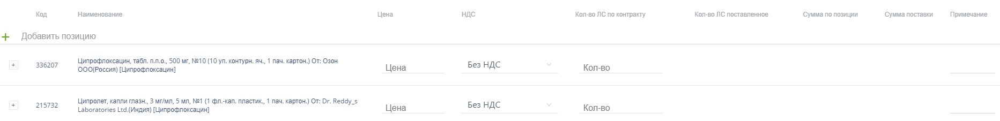 Код Наименование Цена НДС Кол-во ЛС по контракту Кол-во ЛС поставленное Сумма по позиции Сумма поставки Примечание
+ Добавить позицию
+ 336207 Ципрофлоксацин, табл. п.п.о., 500 мг, №10 (10 уп. контурн. яч., 1 пач. картон.) От: Озон
ООО(Россия) [Ципрофлоксацин]
Цена Без НДС Кол-во
+ 215732 Ципролет, капли глазн., 3 мг/мл, 5 мл, №1 (1 фл.-кап. пластик., 1 пач. картон.) От: Dr. Reddy_s
Laboratories Ltd.(Индия) [Ципрофлоксацин]
Цена Без НДС Кол-во